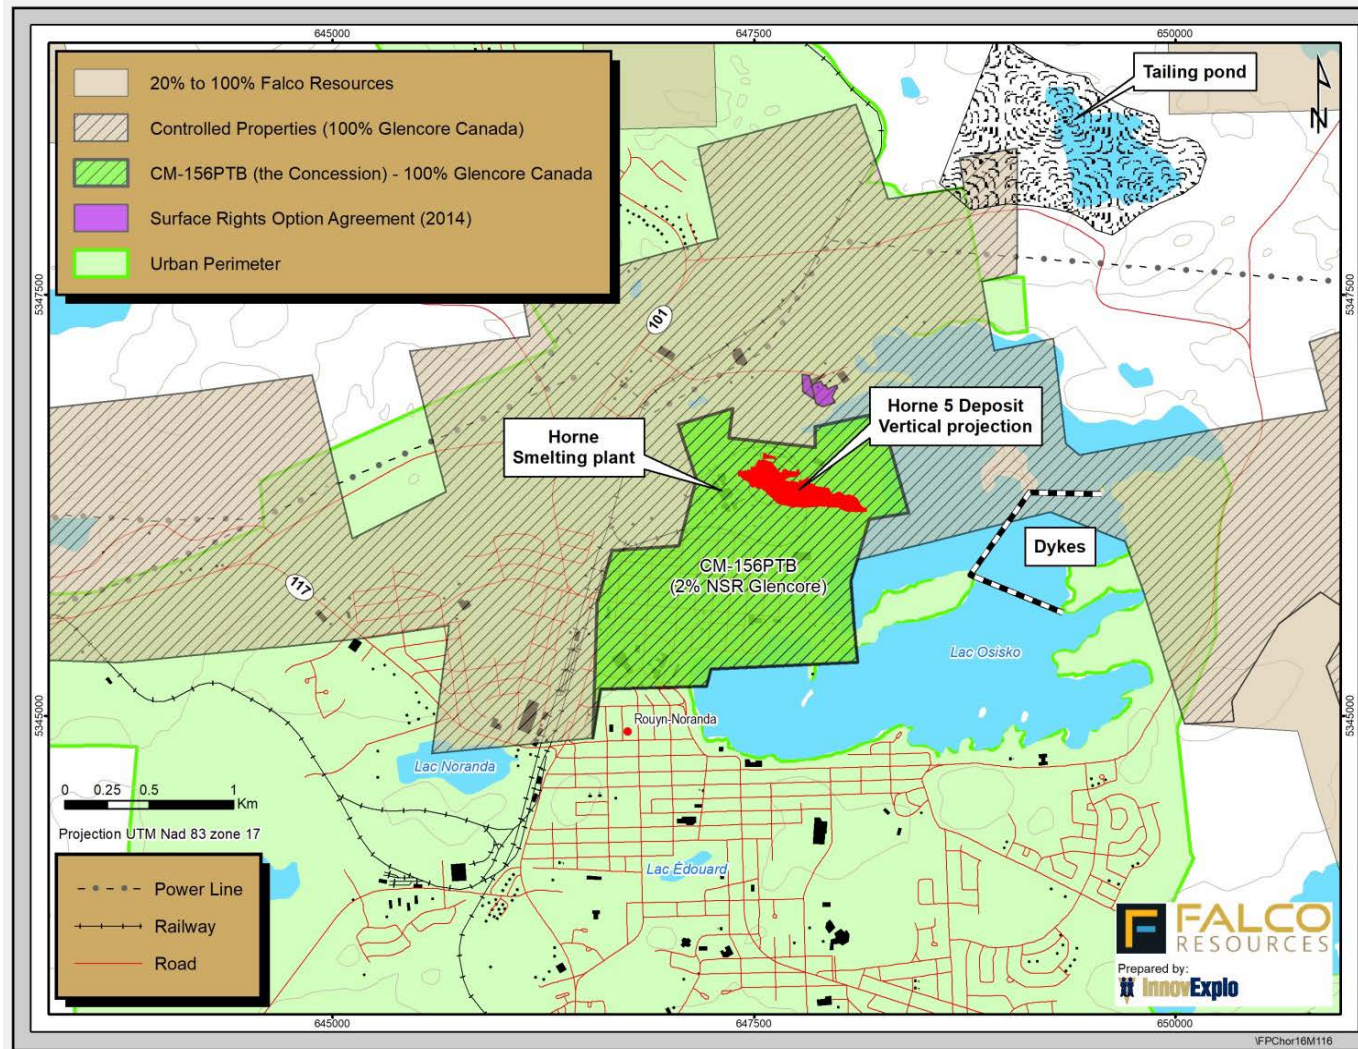 645000
647500
650000
20% to 100% Falco Resources
Controlled Properties (100% Glencore Canada)
CM-156PTB (the Concession) - 100% Glencore Canada
Surface Rights Option Agreement (2014)
Urban Perimeter
Tailing pond
N
5347500
5347500
101
Horne 5 Deposit
Vertical projection
Horne
Smelting plant
Dykes
CM-156PTB
(2% NSR Glencore)
117
Lac Osisko
5345000
5345000
Rouyn-Noranda
Lac Noranda
0 0.25 0.5 1
Km
Projection UTM Nad 83 zone 17
Lac Édouard
Power Line
Railway
Road
FALCO
RESOURCES
Prepared by:
InnovExplo
645000
647500
650000
\FPChor16M116